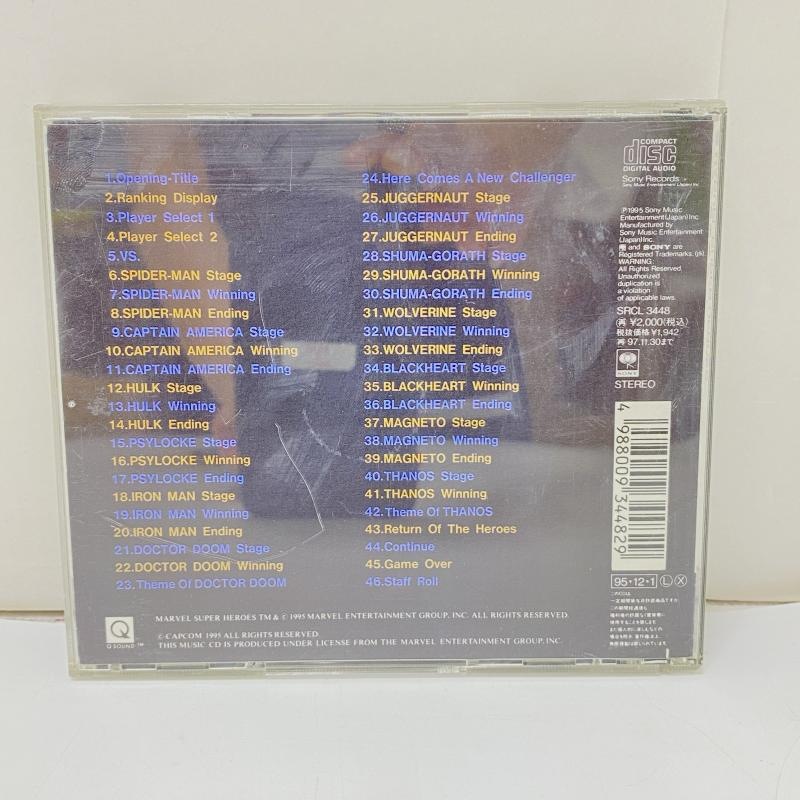 1.Opening-Title
2.Ranking Display
3.Player Select 1
4.Player Select 2
5.VS.
6.SPIDER-MAN Stage
7.SPIDER-MAN Winning
8.SPIDER-MAN Ending
9.CAPTAIN AMERICA Stage
10.CAPTAIN AMERICA Winning
11.CAPTAIN AMERICA Ending
12.HULK Stage
13.HULK Winning
14.HULK Ending
15.PSYLOCKE Stage
16.PSYLOCKE Winning
17.PSYLOCKE Ending
18.IRON MAN Stage
19.IRON MAN Winning
20.IRON MAN Ending
21.DOCTOR DOOM Stage
22.DOCTOR DOOM Winning
23.Theme Of DOCTOR DOOM
24.Here Comes A New Challenger
25.JUGGERNAUT Stage
26.JUGGERNAUT Winning
27.JUGGERNAUT Ending
28.SHUMA-GORATH Stage
29.SHUMA-GORATH Winning
30.SHUMA-GORATH Ending
31.WOLVERINE Stage
32.WOLVERINE Winning
33.WOLVERINE Ending
34.BLACKHEART Stage
35.BLACKHEART Winning
36.BLACKHEART Ending
37.MAGNETO Stage
38.MAGNETO Winning
39.MAGNETO Ending
40.THANOS Stage
41.THANOS Winning
42.Theme Of THANOS
43.Return Of The Heroes
44.Continue
45.Game Over
46.Staff Roll
COMPACT
disc
DIGITAL AUDIO
Sony Records
Sony Music Entertainment (Japan) Inc.
℗1995 Sony Music
Entertainment(Japan)Inc.
Manufactured by
Sony Music Entertainment
(Japan)Inc.
and SONY are
Registered Trademarks.
WARNING:
All Rights Reserved.
Unauthorized
duplication is
a violation
of applicable laws.
SRCL 3448
(再 ¥2,000(税込)
税抜価格¥1,942
再 97.11.30まで
SONY
STEREO
4 988009 344829
95・12・1 L X
Q SOUND™
MARVEL SUPER HEROES TM & © 1995 MARVEL ENTERTAINMENT GROUP, INC. ALL RIGHTS RESERVED.
© CAPCOM 1995 ALL RIGHTS RESERVED.
THIS MUSIC CD IS PRODUCED UNDER LICENSE FROM THE MARVEL ENTERTAINMENT GROUP, INC.